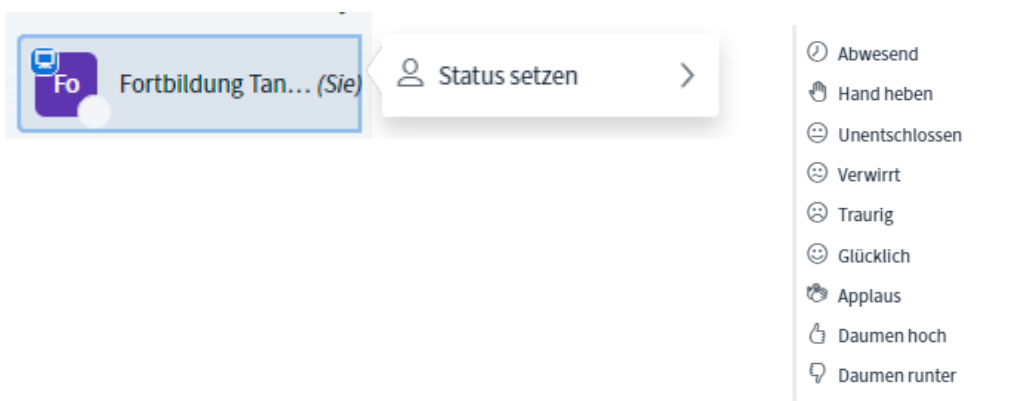 Fo
Fortbildung Tan... (Sie)
Status setzen
Abwesend
Hand heben
Unentschlossen
Verwirrt
Traurig
Glücklich
Applaus
Daumen hoch
Daumen runter